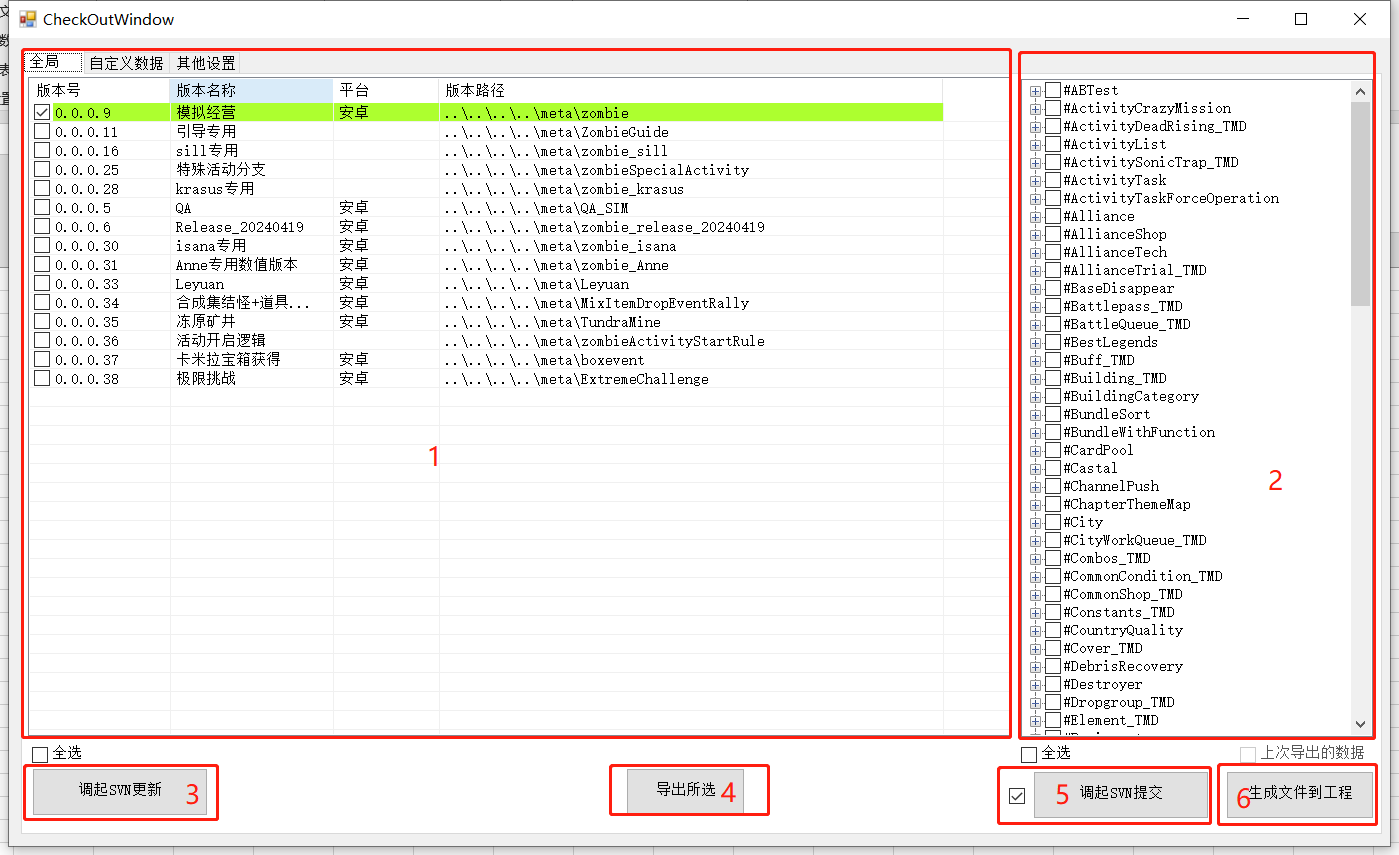 CheckOutWindow
全局 自定义数据 其他设置
版本号 版本名称 平台 版本路径
0.0.0.9 模拟经营 安卓 ..\..\..\..\meta\zombie
0.0.0.11 引导专用 ..\..\..\..\meta\ZombieGuide
0.0.0.16 sill专用 ..\..\..\..\meta\zombie_sill
0.0.0.25 特殊活动分支 ..\..\..\..\meta\zombieSpecialActivity
0.0.0.28 krasus专用 ..\..\..\..\meta\zombie_krasus
0.0.0.5 QA 安卓 ..\..\..\..\meta\QA_SIM
0.0.0.6 Release_20240419 安卓 ..\..\..\..\meta\zombie_release_20240419
0.0.0.30 isana专用 安卓 ..\..\..\..\meta\zombie_isana
0.0.0.31 Anne专用数值版本 安卓 ..\..\..\..\meta\zombie_Anne
0.0.0.33 Leyuan 安卓 ..\..\..\..\meta\Leyuan
0.0.0.34 合成集结怪+道具... 安卓 ..\..\..\..\meta\MixItemDropEventRally
0.0.0.35 冻原矿井 安卓 ..\..\..\..\meta\TundraMine
0.0.0.36 活动开启逻辑 ..\..\..\..\meta\zombieActivityStartRule
0.0.0.37 卡米拉宝箱获得 安卓 ..\..\..\..\meta\boxevent
0.0.0.38 极限挑战 安卓 ..\..\..\..\meta\ExtremeChallenge
1
#ABTest
#ActivityCrazyMission
#ActivityDeadRising_TMD
#ActivityList
#ActivitySonicTrap_TMD
#ActivityTask
#ActivityTaskForceOperation
#Alliance
#AllianceShop
#AllianceTech
#AllianceTrial_TMD
#BaseDisappear
#Battlepass_TMD
#BattleQueue_TMD
#BestLegends
#Buff_TMD
#Building_TMD
#BuildingCategory
#BundleSort
#BundleWithFunction
#CardPool
#Castal
#ChannelPush
#ChapterThemeMap
#City
#CityWorkQueue_TMD
#Combos_TMD
#CommonCondition_TMD
#CommonShop_TMD
#Constants_TMD
#CountryQuality
#Cover_TMD
#DebrisRecovery
#Destroyer
#Dropgroup_TMD
#Element_TMD
2
全选
全选 上次导出的数据
调起SVN更新 3
导出所选 4
5 调起SVN提交
6 生成文件到工程